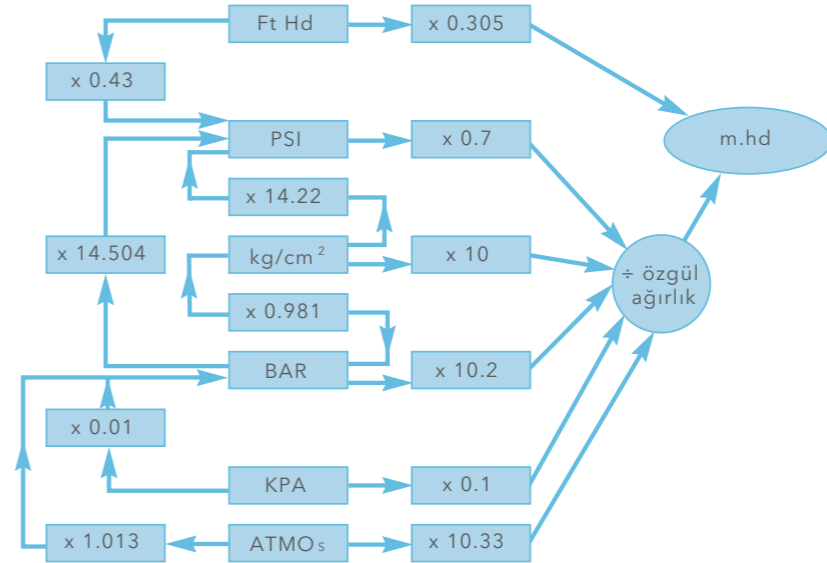 Ft Hd
x 0.305
x 0.43
m.hd
PSI
x 0.7
x 14.22
x 14.504
kg/cm²
x 10
÷ özgül
ağırlık
x 0.981
BAR
x 10.2
x 0.01
KPA
x 0.1
x 1.013
ATMOs
x 10.33